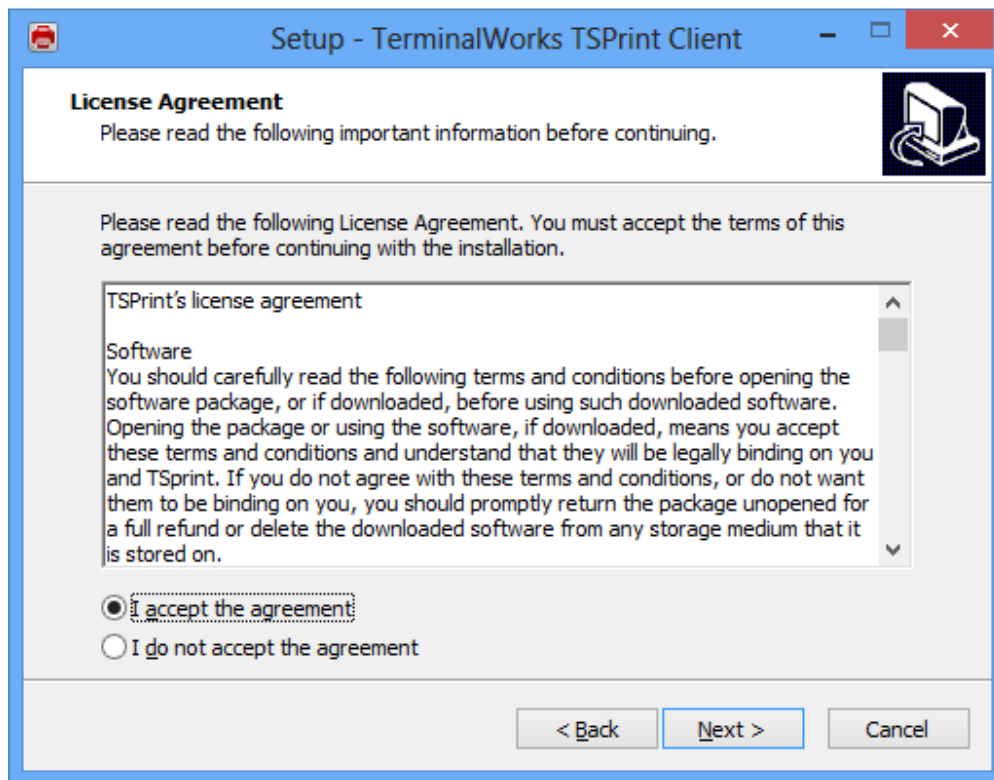 Setup - TerminalWorks TSPrint Client
License Agreement
Please read the following important information before continuing.
Please read the following License Agreement. You must accept the terms of this
agreement before continuing with the installation.
TSPrint's license agreement
Software
You should carefully read the following terms and conditions before opening the
software package, or if downloaded, before using such downloaded software.
Opening the package or using the software, if downloaded, means you accept
these terms and conditions and understand that they will be legally binding on you
and TSprint. If you do not agree with these terms and conditions, or do not want
them to be binding on you, you should promptly return the package unopened for
a full refund or delete the downloaded software from any storage medium that it
is stored on.
I accept the agreement
I do not accept the agreement
< Back Next > Cancel